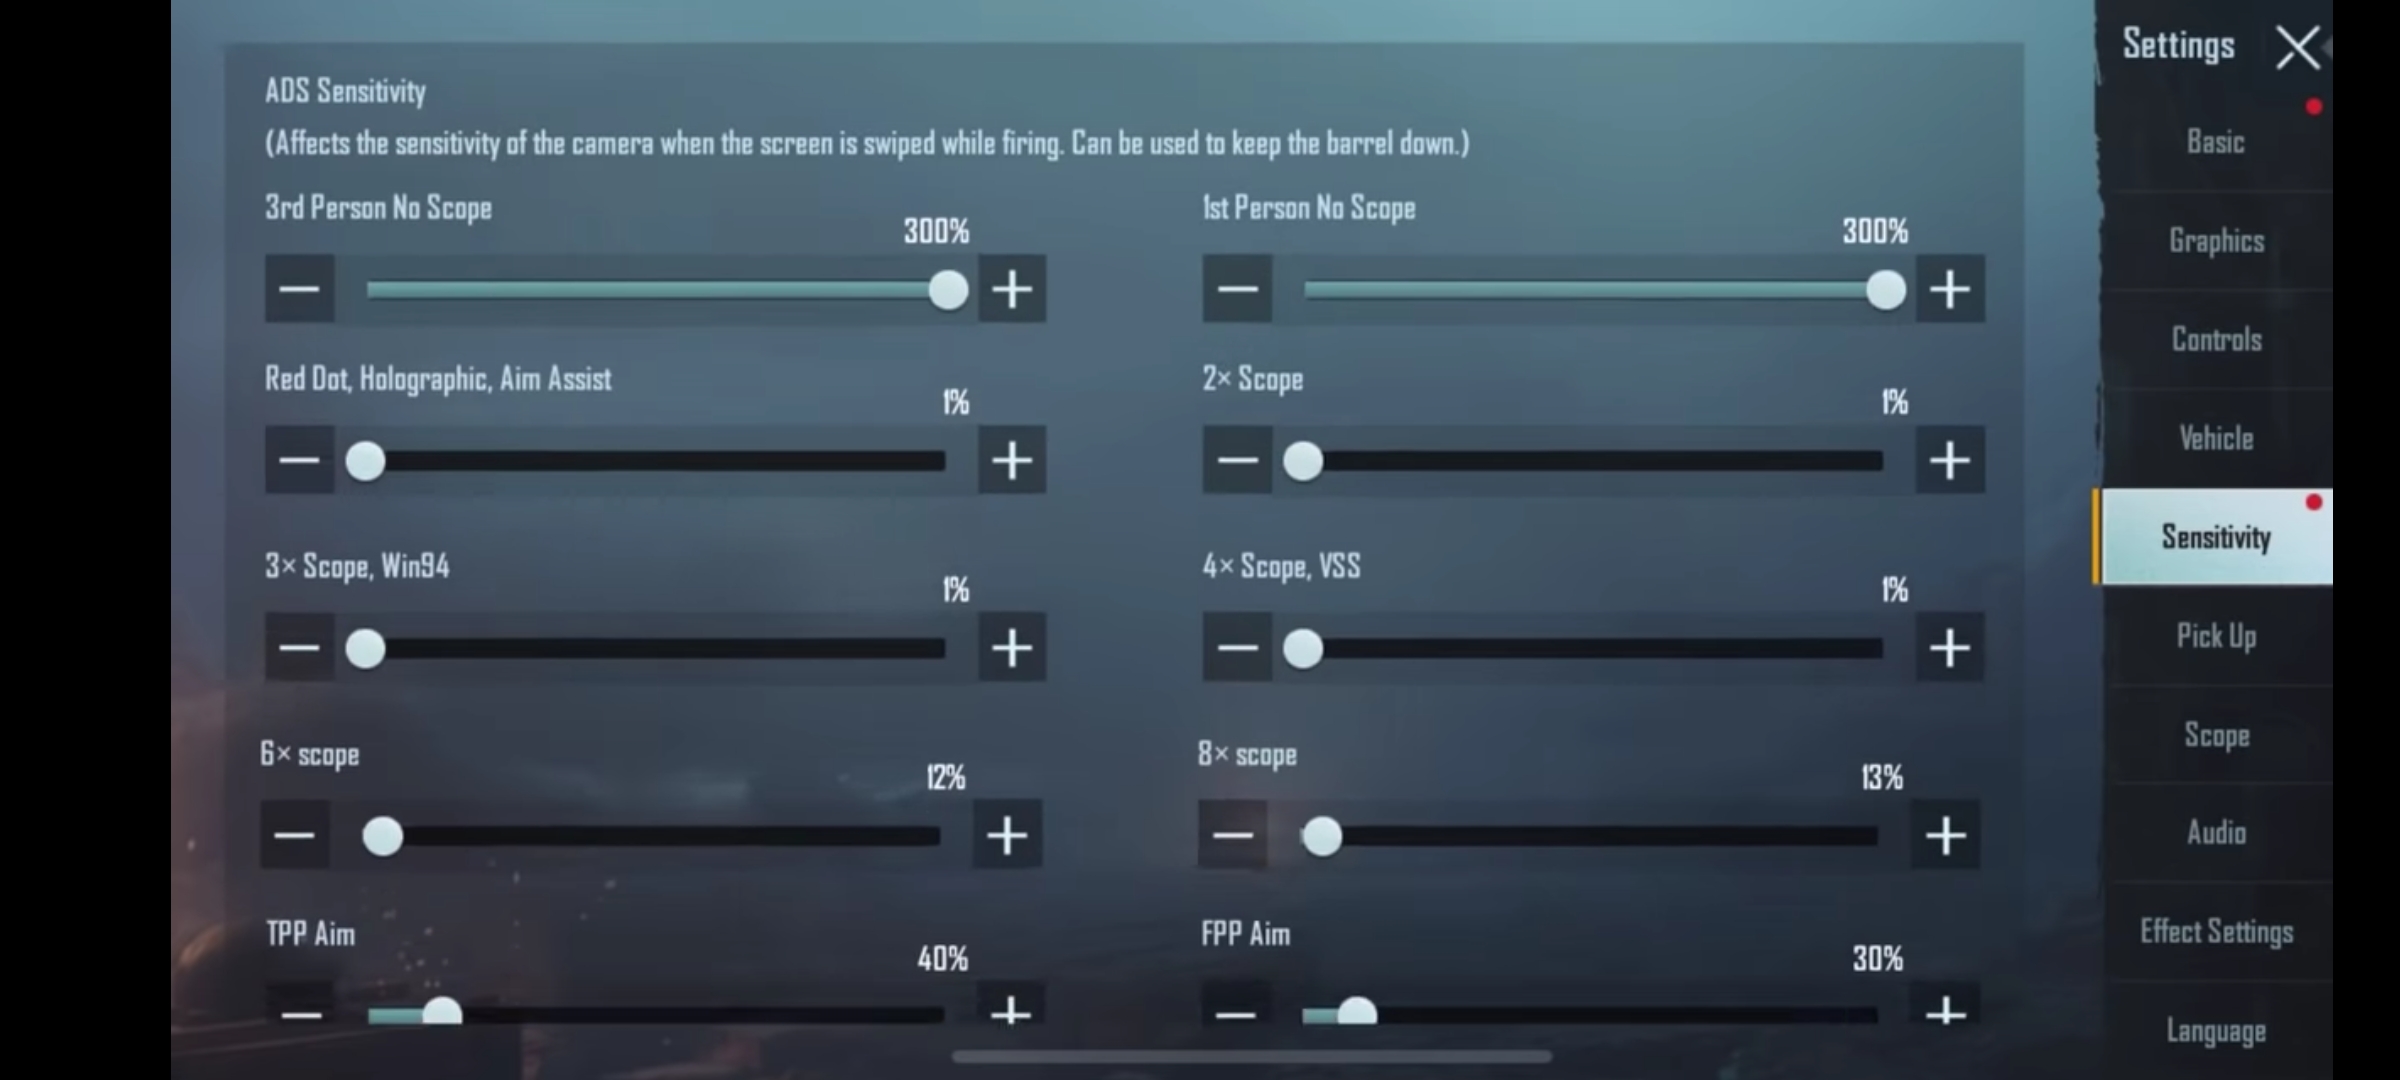 Settings
ADS Sensitivity
(Affects the sensitivity of the camera when the screen is swiped while firing. Can be used to keep the barrel down.)
3rd Person No Scope
300%
1st Person No Scope
300%
Red Dot, Holographic, Aim Assist
1%
2× Scope
1%
3× Scope, Win94
1%
4× Scope, VSS
1%
6× scope
12%
8× scope
13%
TPP Aim
40%
FPP Aim
30%
Basic
Graphics
Controls
Vehicle
Sensitivity
Pick Up
Scope
Audio
Effect Settings
Language